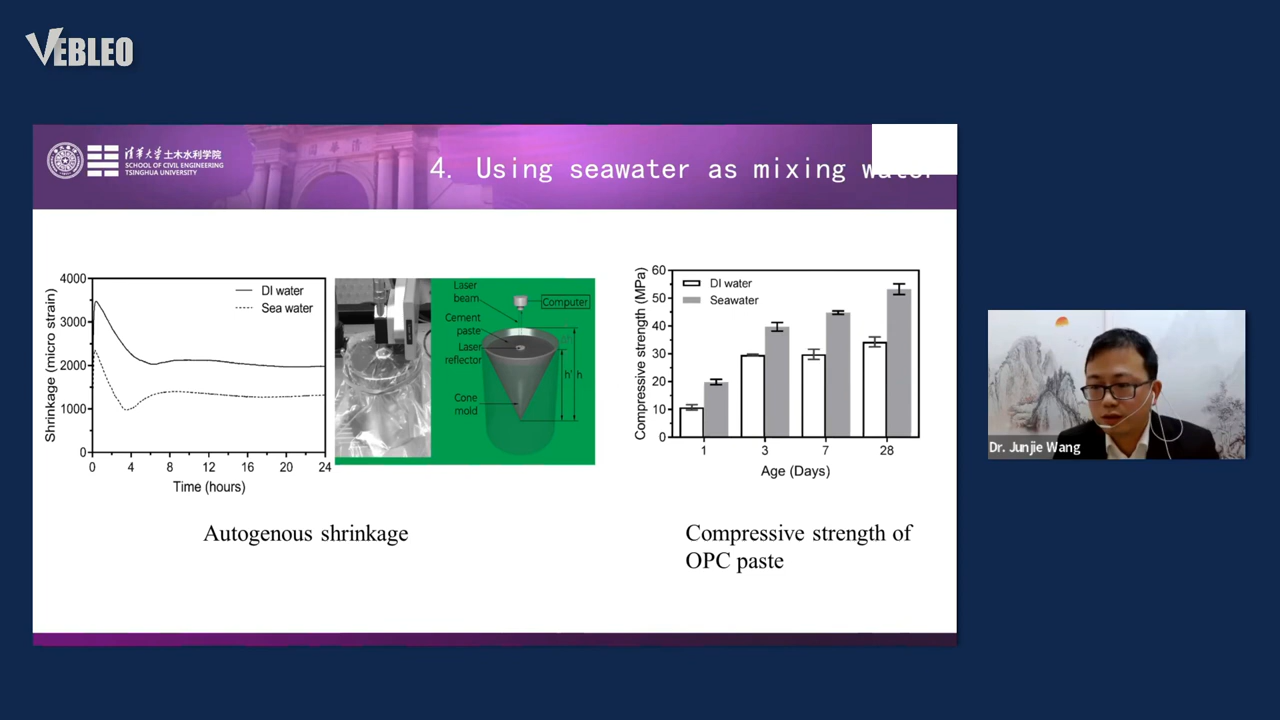 VEBLEO
清华大学土木水利学院
SCHOOL OF CIVIL ENGINEERING
TSINGHUA UNIVERSITY
4. Using seawater as mixing water
4000
3000
2000
1000
0
Shrinkage (micro strain)
DI water
Sea water
0 4 8 12 16 20 24
Time (hours)
Laser
beam
Computer
Cement
paste
Laser
reflector
h' h
Cone
mold
Autogenous shrinkage
60
50
40
30
20
10
0
Compressive strength (MPa)
DI water
Seawater
1 3 7 28
Age (Days)
Compressive strength of
OPC paste
Dr. Junjie Wang